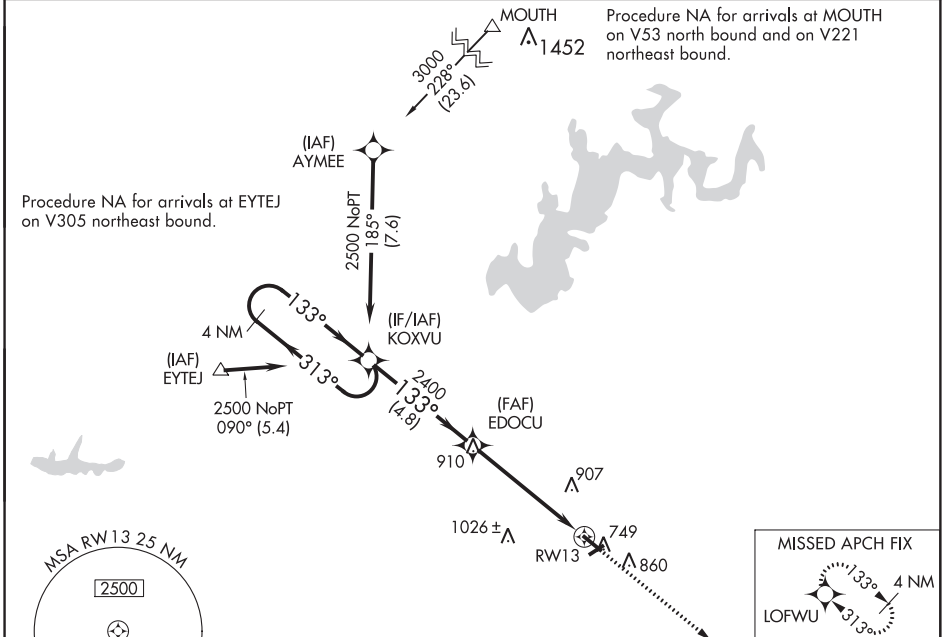 MOUTH
1452
Procedure NA for arrivals at MOUTH
on V53 north bound and on V221
northeast bound.
3000
228°
(23.6)
(IAF)
AYMEE
Procedure NA for arrivals at EYTEJ
on V305 northeast bound.
2500 NoPT
185°
(7.6)
133°
4 NM
313°
(IF/IAF)
KOXVU
(IAF)
EYTEJ
2500 NoPT
090° (5.4)
2400
133°
(4.8)
(FAF)
EDOCU
910
907
1026 ±
749
RW13
860
MSA RW13 25 NM
2500
MISSED APCH FIX
133°
4 NM
LOFWU
313°